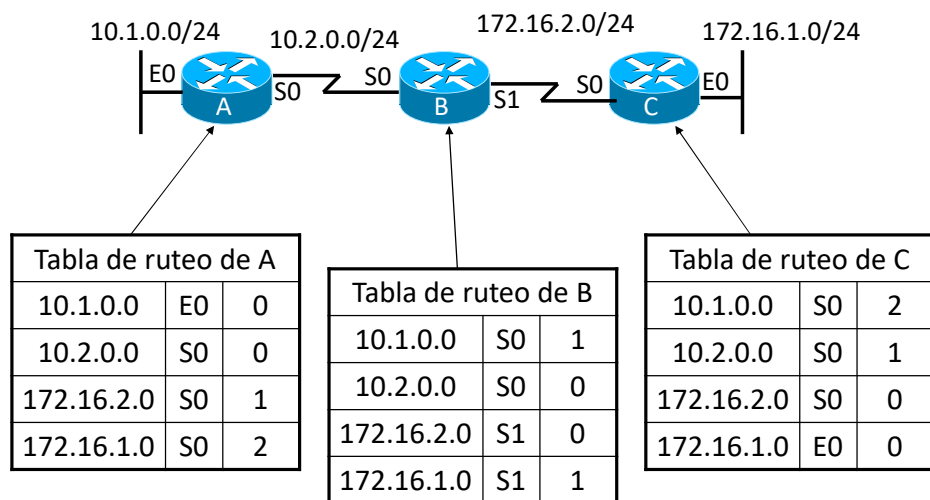 10.1.0.0/24
10.2.0.0/24
172.16.2.0/24
172.16.1.0/24
E0
A
S0
S0
B
S1
S0
C
E0
Tabla de ruteo de A
10.1.0.0 E0 0
10.2.0.0 S0 0
172.16.2.0 S0 1
172.16.1.0 S0 2
Tabla de ruteo de B
10.1.0.0 S0 1
10.2.0.0 S0 0
172.16.2.0 S1 0
172.16.1.0 S1 1
Tabla de ruteo de C
10.1.0.0 S0 2
10.2.0.0 S0 1
172.16.2.0 S0 0
172.16.1.0 E0 0